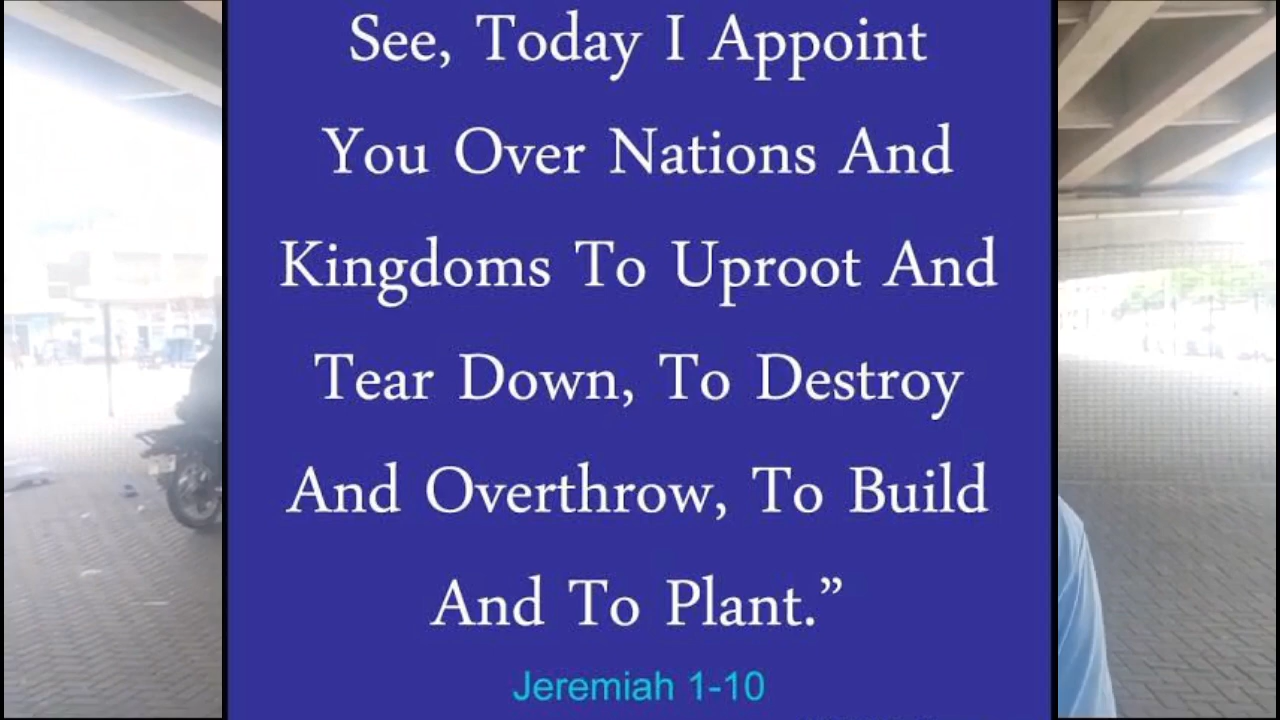 See, Today I Appoint
You Over Nations And
Kingdoms To Uproot And
Tear Down, To Destroy
And Overthrow, To Build
And To Plant.”
Jeremiah 1-10